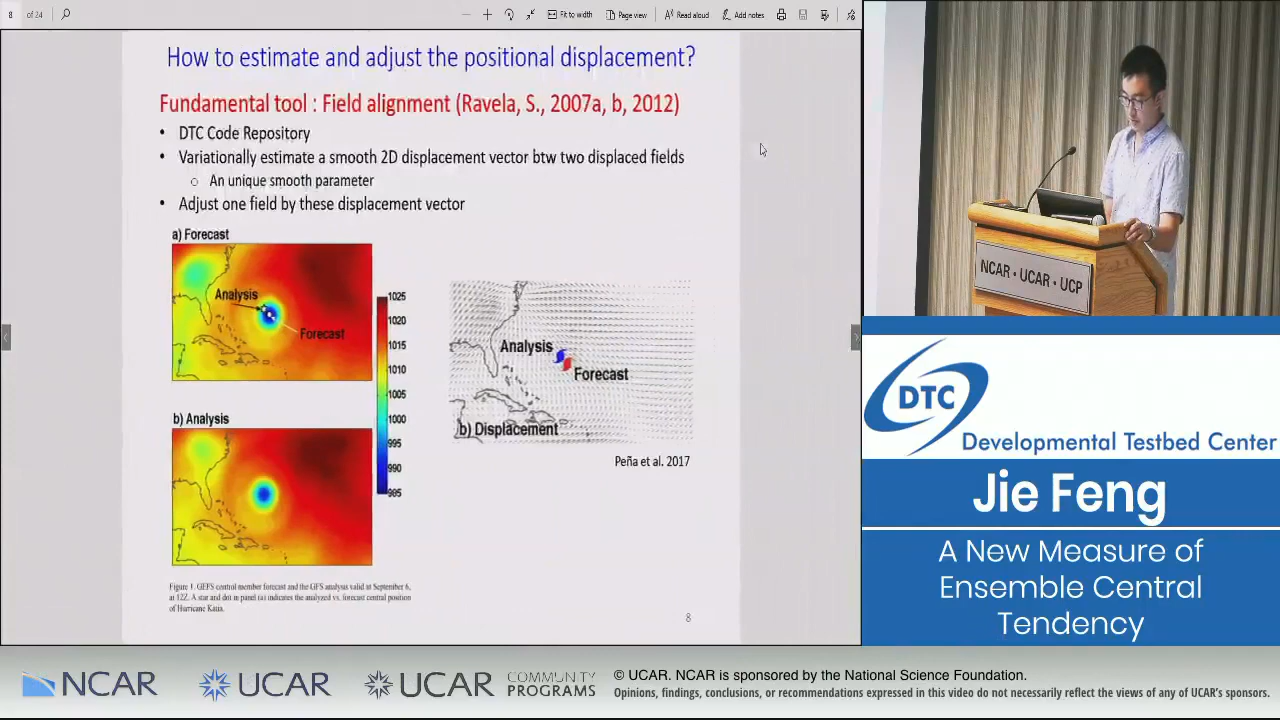 8 of 24
Fit to width
Page view
Read aloud
Add notes
How to estimate and adjust the positional displacement?
Fundamental tool : Field alignment (Ravela, S., 2007a, b, 2012)
• DTC Code Repository
• Variationally estimate a smooth 2D displacement vector btw two displaced fields
o An unique smooth parameter
• Adjust one field by these displacement vector
a) Forecast
Analysis
Forecast
1025
1020
1015
1010
1005
1000
995
990
985
b) Analysis
Analysis
Forecast
b) Displacement
Peña et al. 2017
Figure 1. GEFS control member forecast and the GFS analysis valid at September 6,
at 12Z. A star and dot in panel (a) indicates the analyzed vs. forecast central position
of Hurricane Katia.
8
NCAR • UCAR • UCP
DTC
Developmental Testbed Center
Jie Feng
A New Measure of
Ensemble Central
Tendency
NCAR
UCAR
UCAR
COMMUNITY
PROGRAMS
© UCAR. NCAR is sponsored by the National Science Foundation.
Opinions, findings, conclusions, or recommendations expressed in this video do not necessarily reflect the views of any of UCAR's sponsors.